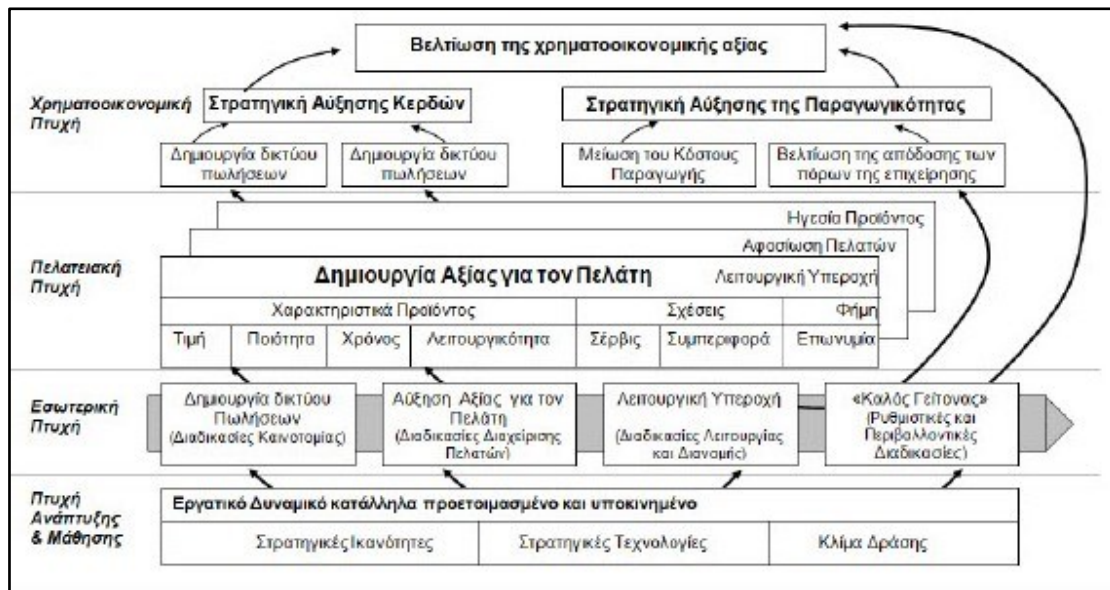 Βελτίωση της χρηματοοικονομικής αξίας
Χρηματοοικονομική
Πτυχή
Στρατηγική Αύξησης Κερδών
Στρατηγική Αύξησης της Παραγωγικότητας
Δημιουργία δικτύου
πωλήσεων
Δημιουργία δικτύου
πωλήσεων
Μείωση του Κόστους
Παραγωγής
Βελτίωση της απόδοσης των
πόρων της επιχείρησης
Πελατειακή
Πτυχή
Ηγεσία Προϊόντος
Αφοσίωση Πελατών
Δημιουργία Αξίας για τον Πελάτη
Λειτουργική Υπεροχή
Χαρακτηριστικά Προϊόντος
Σχέσεις
Φήμη
Τιμή
Ποιότητα
Χρόνος
Λειτουργικότητα
Σέρβις
Συμπεριφορά
Επωνυμία
Εσωτερική
Πτυχή
Δημιουργία δικτύου
Πωλήσεων
(Διαδικασίες Καινοτομίας)
Αύξηση Αξίας για τον
Πελάτη
(Διαδικασίες Διαχείρισης
Πελατών)
Λειτουργική Υπεροχή
(Διαδικασίες Λειτουργίας
και Διανομής)
«Καλός Γείτονας»
(Ρυθμιστικές και
Περιβαλλοντικές
Διαδικασίες)
Πτυχή
Ανάπτυξης
& Μάθησης
Εργατικό Δυναμικό κατάλληλα προετοιμασμένο και υποκινημένο
Στρατηγικές Ικανότητες
Στρατηγικές Τεχνολογίες
Κλίμα Δράσης